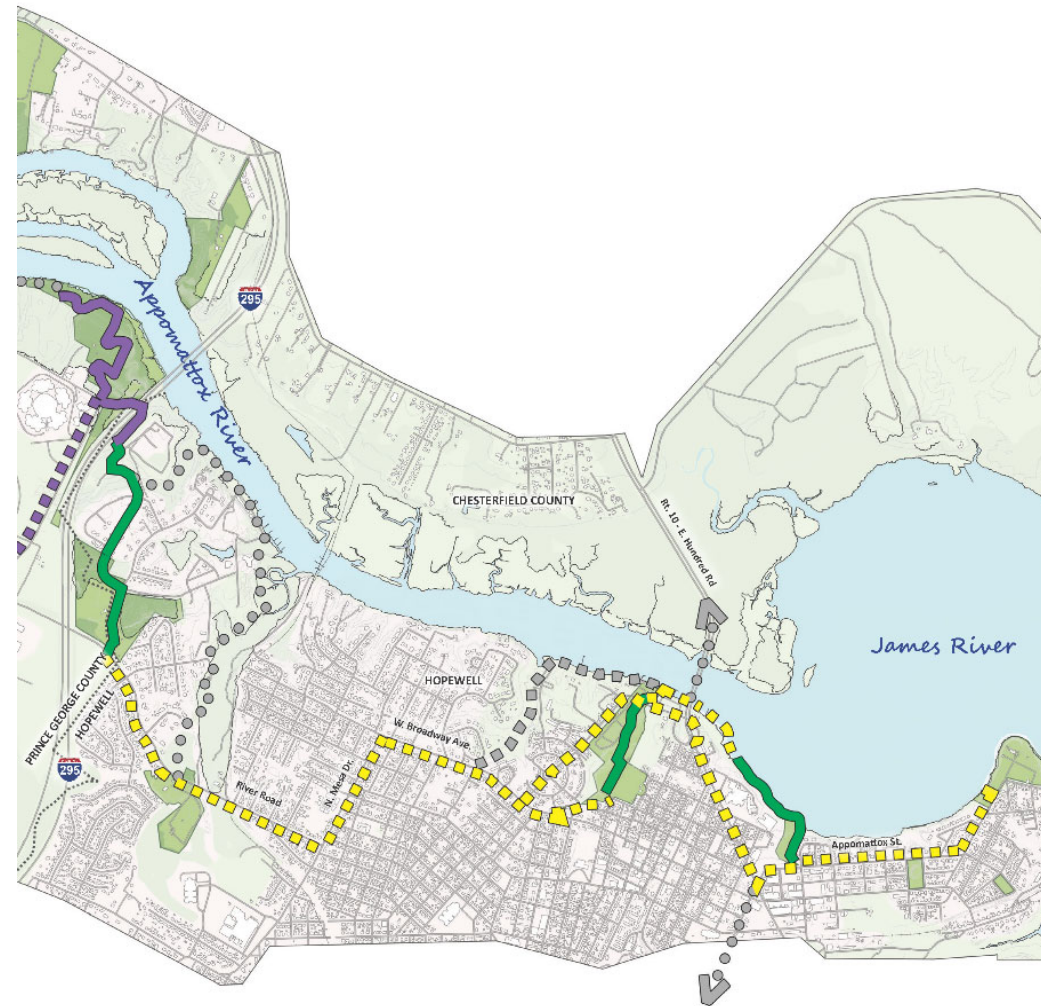 Appomattox River
295
CHESTERFIELD COUNTY
Rt. 10 - E. Hundred Rd
James River
HOPEWELL
PRINCE GEORGE COUNTY
HOPEWELL
W. Broadway Ave.
295
River Road
N. Mesa Dr.
Appomattox St.